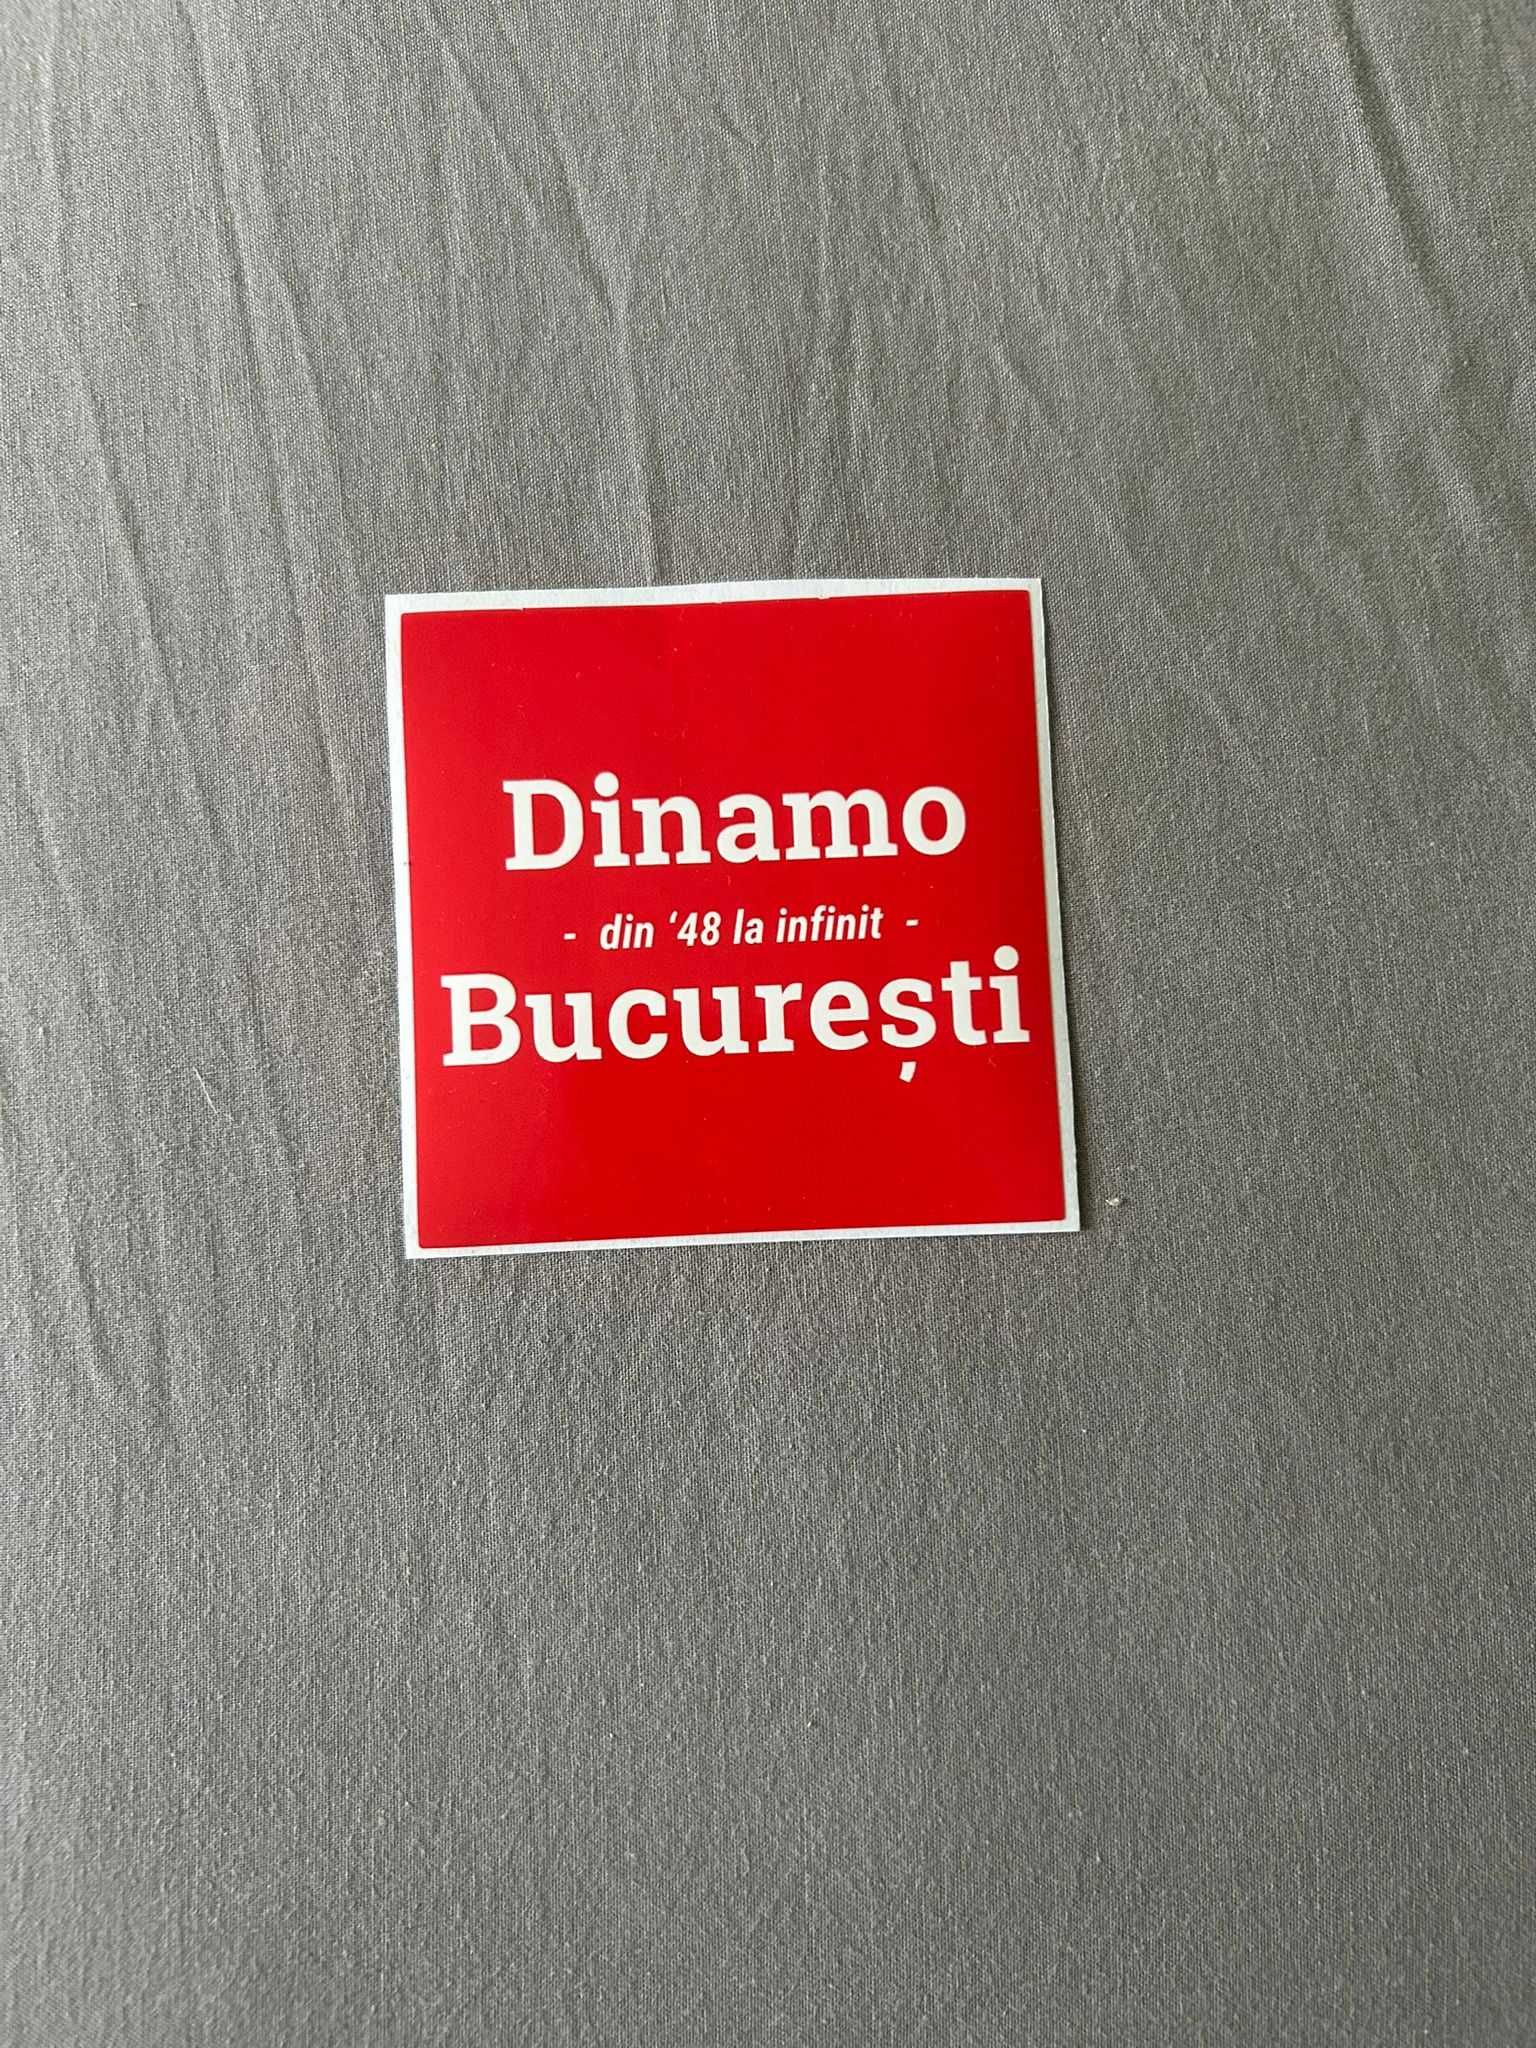 Dinamo
- din ‘48 la infinit -
București